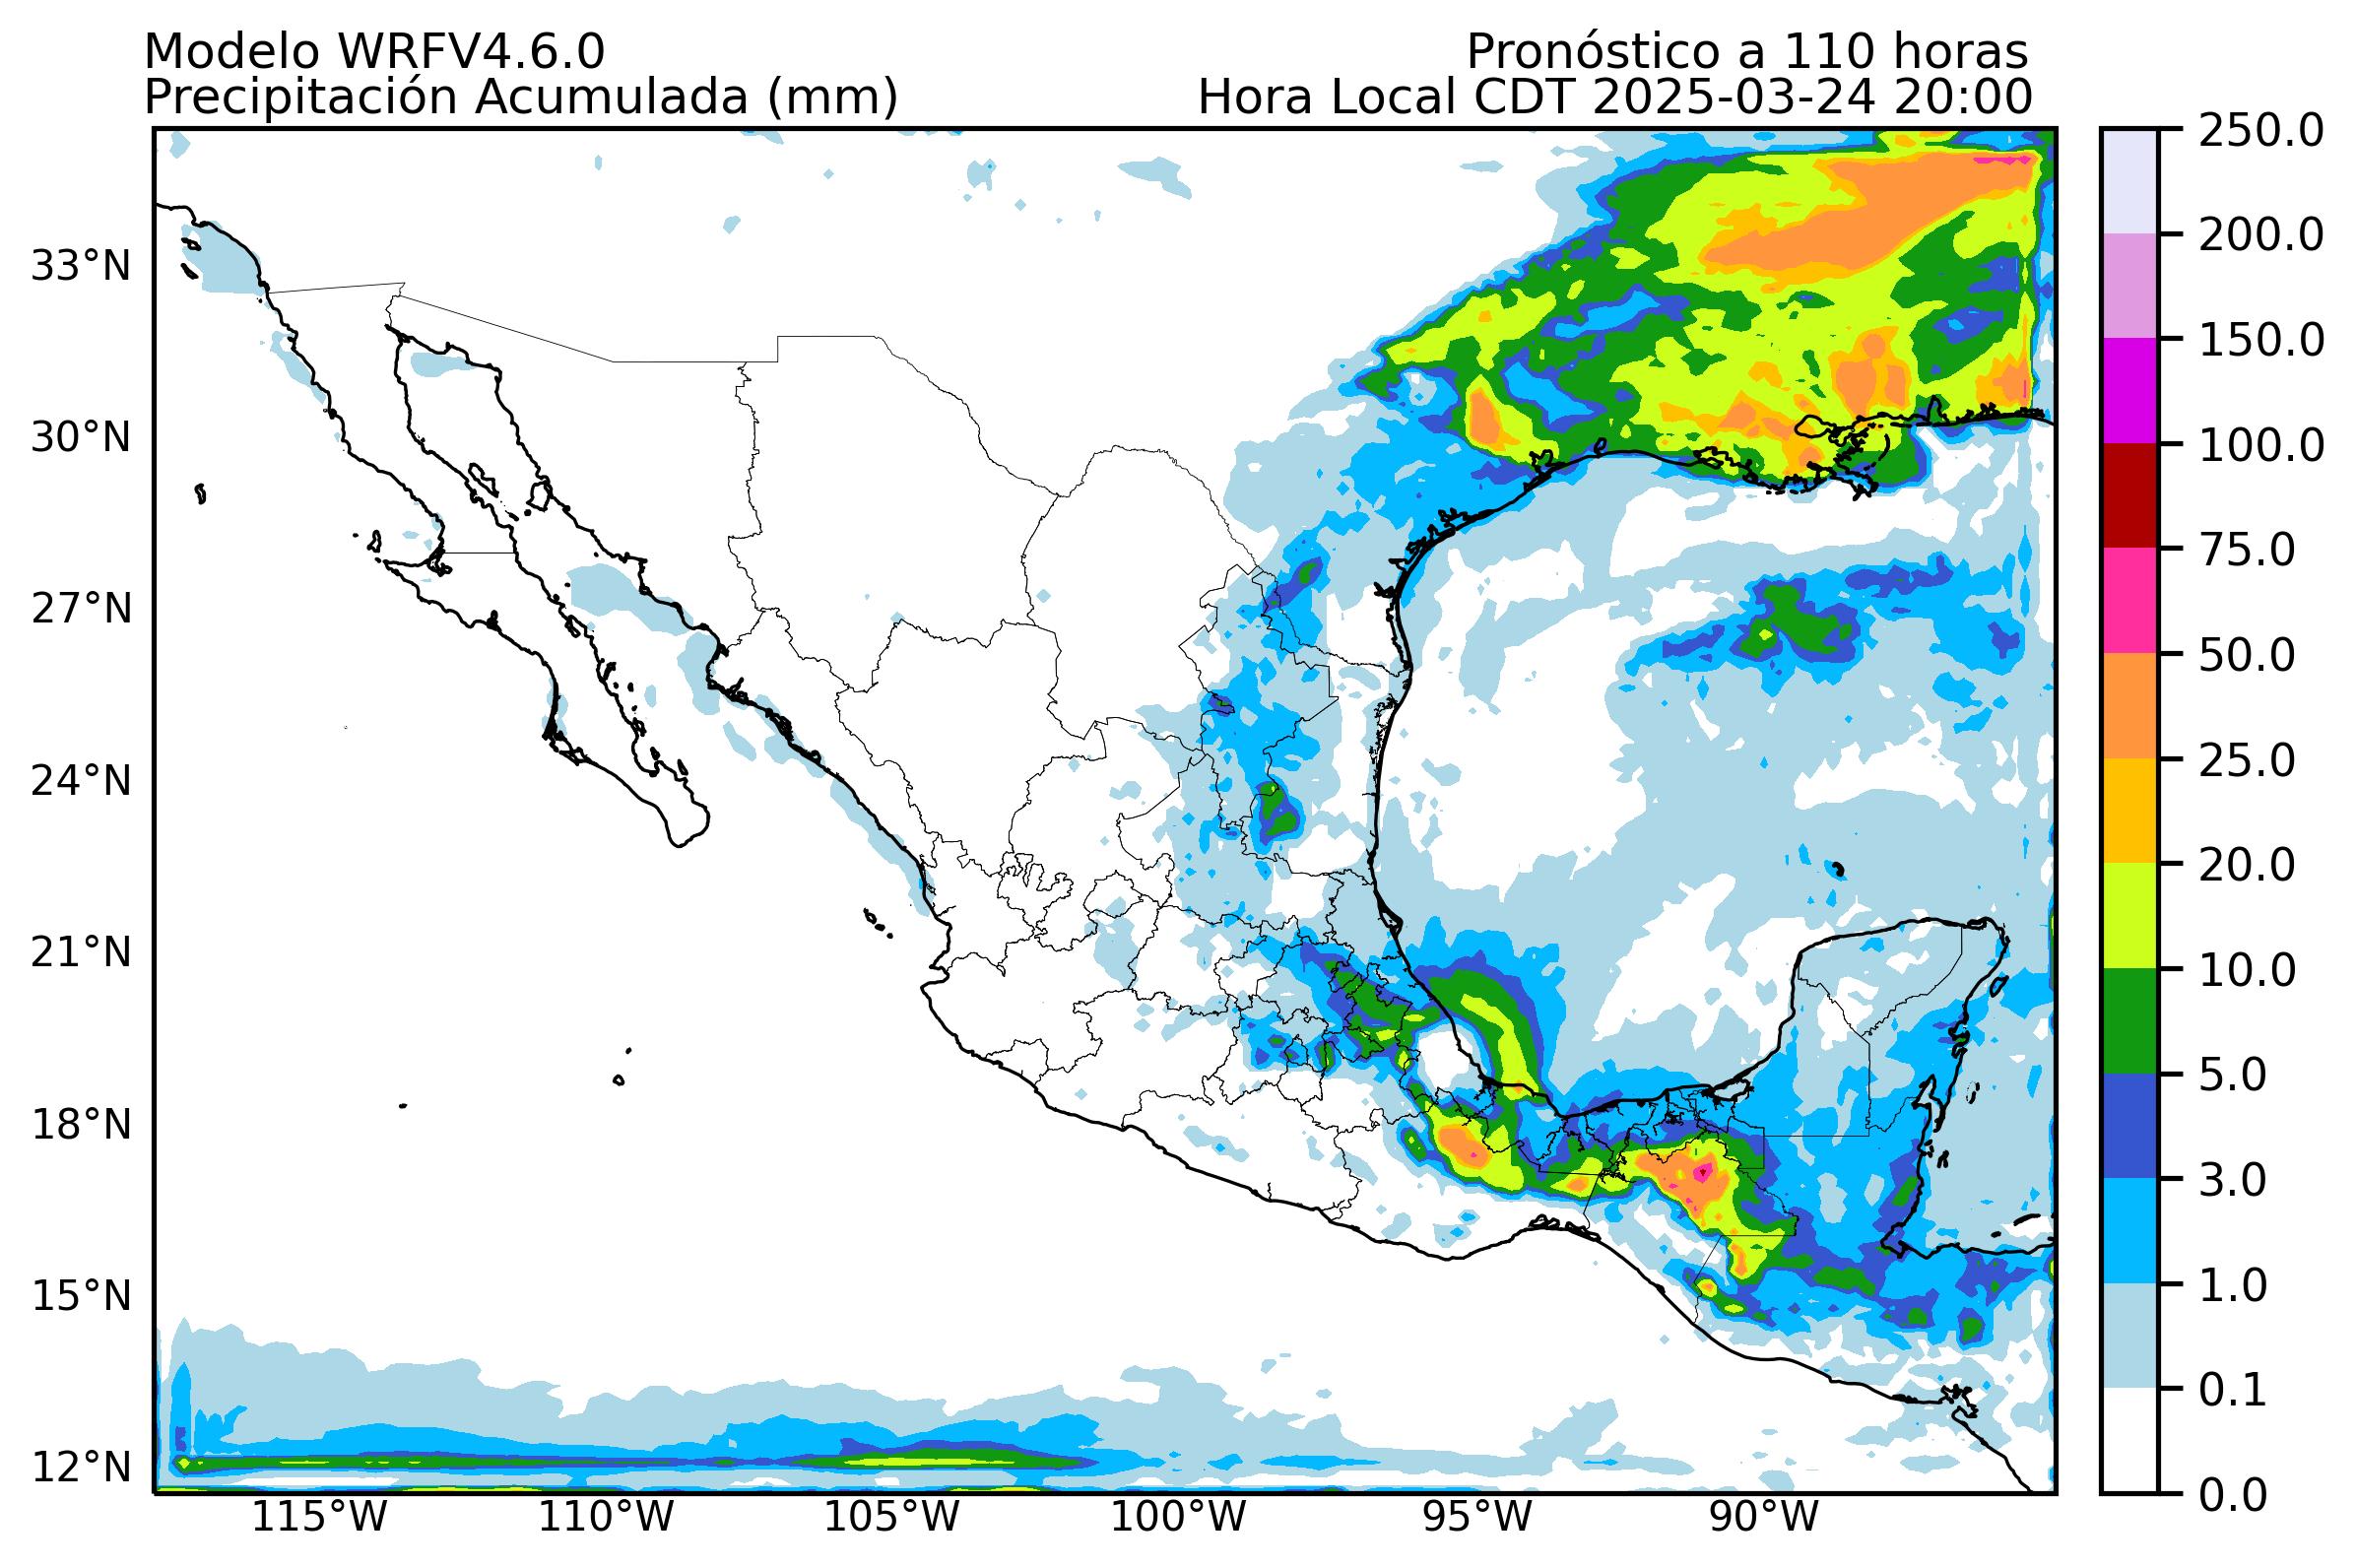 Modelo WRFV4.6.0
Pronóstico a 110 horas
Precipitación Acumulada (mm)
Hora Local CDT 2025-03-24 20:00
250.0
200.0
150.0
100.0
75.0
50.0
25.0
20.0
10.0
5.0
3.0
1.0
0.1
0.0
33°N
30°N
27°N
24°N
21°N
18°N
15°N
12°N
115°W
110°W
105°W
100°W
95°W
90°W